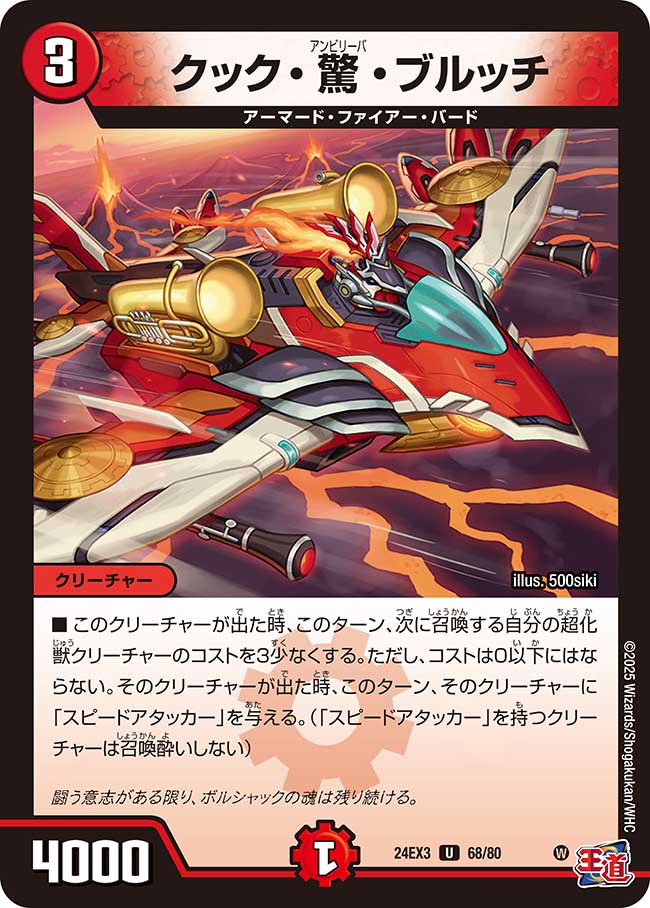 3
アンビリーバ
クック・驚・ブルッチ
アーマード・ファイアー・バード
クリーチャー
illus. 500siki
■このクリーチャーが出た時、このターン、次に召喚する自分の超化
獣クリーチャーのコストを3少なくする。ただし、コストは0以下にはな
らない。そのクリーチャーが出た時、このターン、そのクリーチャーに
「スピードアタッカー」を与える。(「スピードアタッカー」を持つクリー
チャーは召喚酔いしない)
闘う意志がある限り、ボルシャックの魂は残り続ける。
©2025 Wizards/Shogakukan/WHC
4000
1
24EX3 U 68/80
W
王道